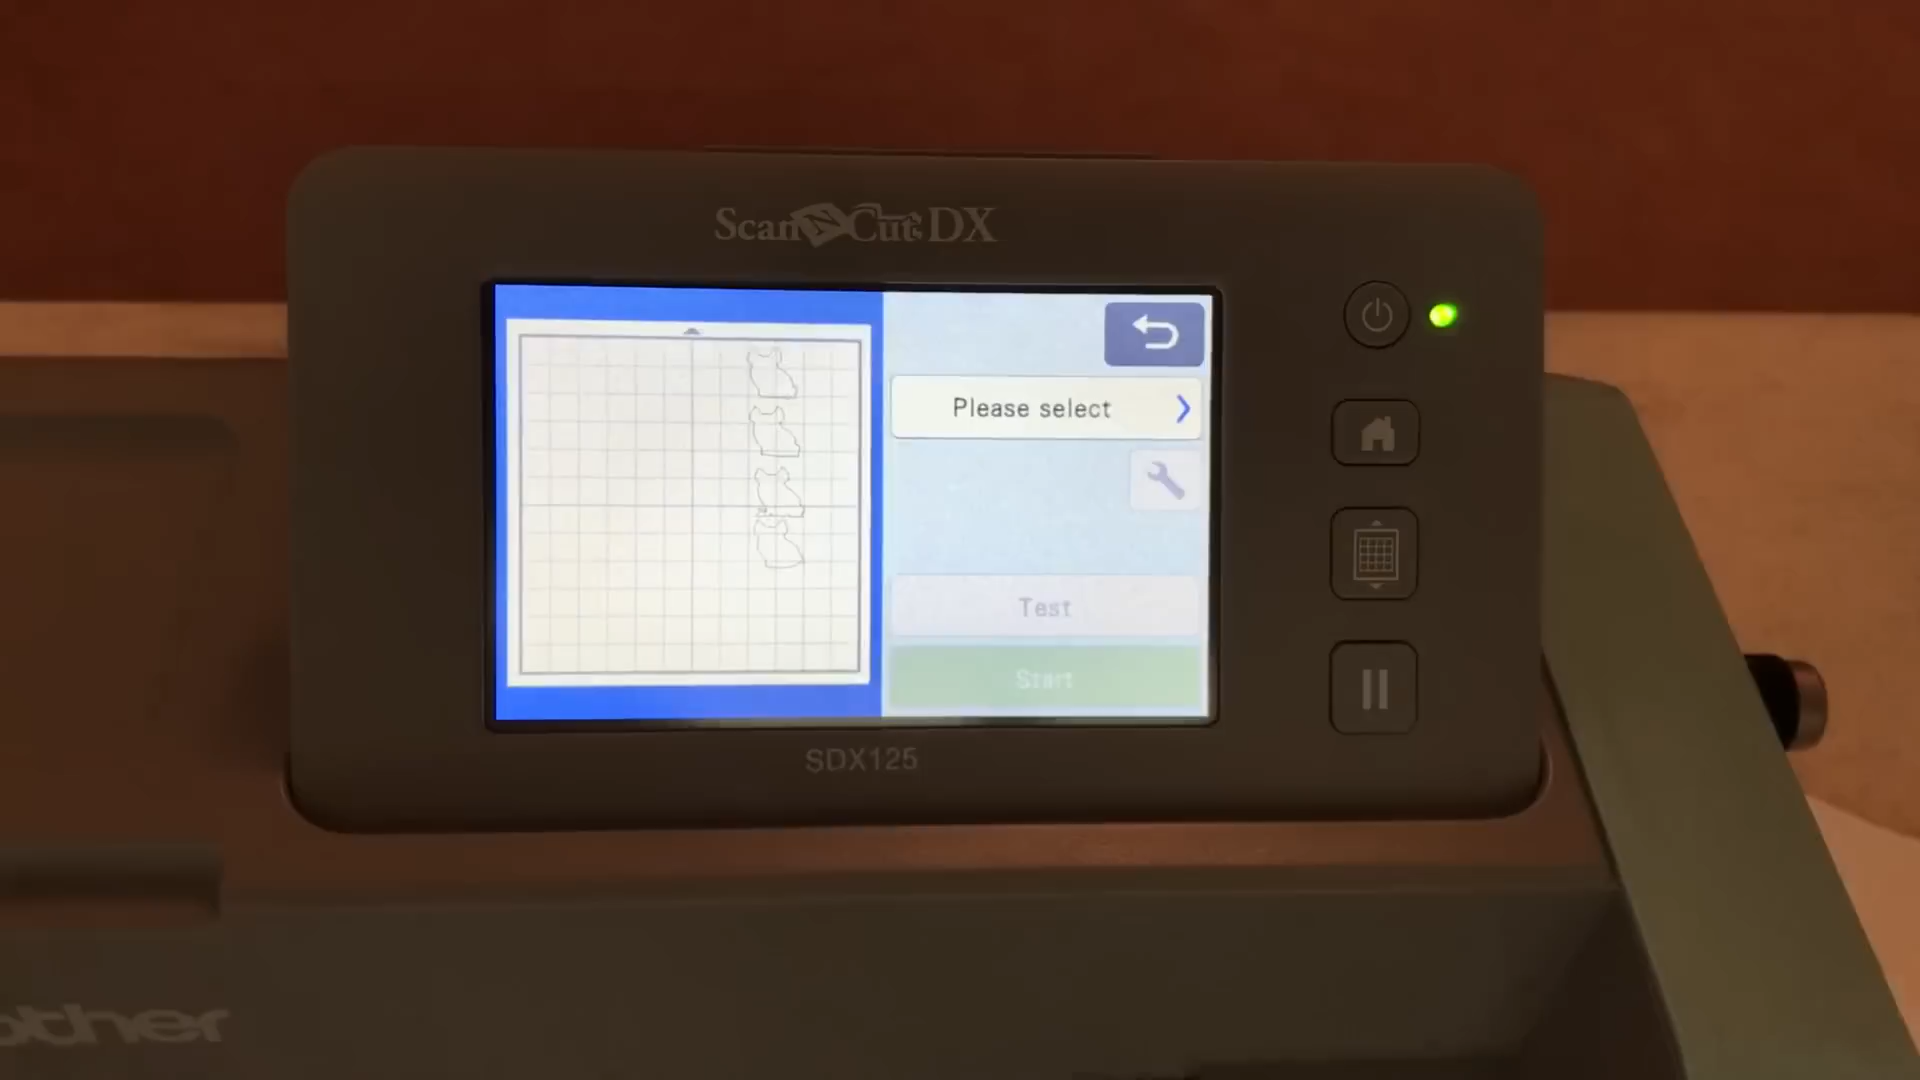 ScanNCut DX
Please select
Test
Start
SDX125
other